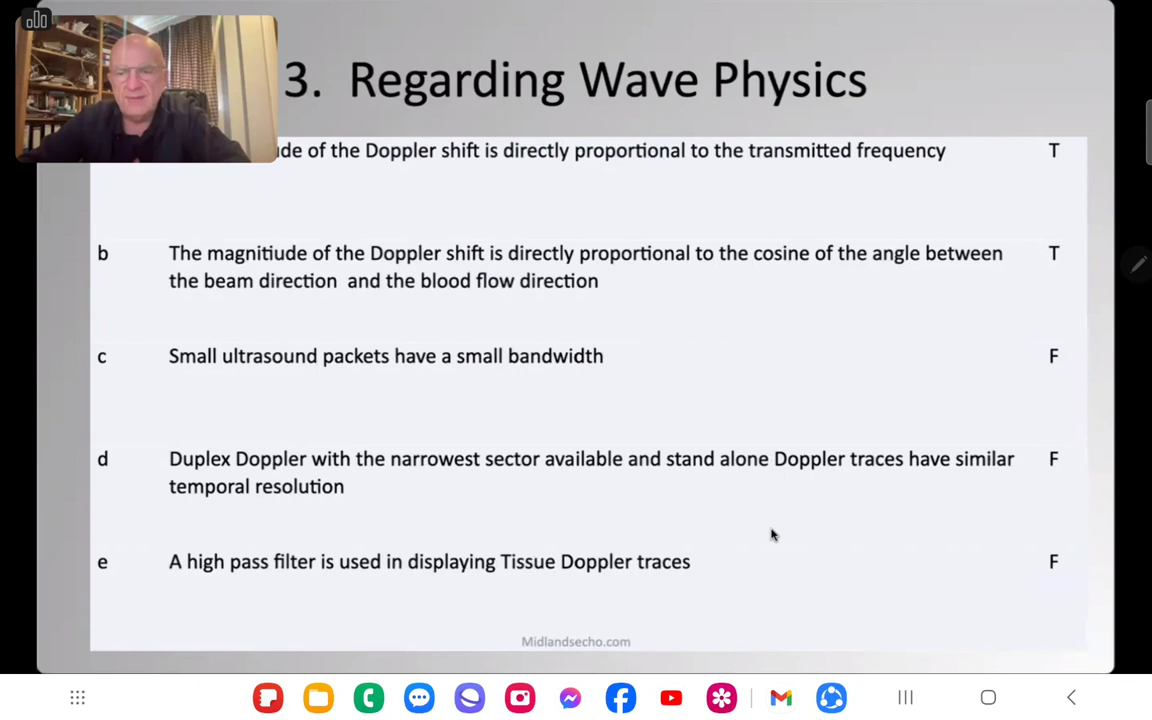 3. Regarding Wave Physics
de of the Doppler shift is directly proportional to the transmitted frequency T
b The magnitiude of the Doppler shift is directly proportional to the cosine of the angle between T
the beam direction and the blood flow direction
c Small ultrasound packets have a small bandwidth F
d Duplex Doppler with the narrowest sector available and stand alone Doppler traces have similar F
temporal resolution
e A high pass filter is used in displaying Tissue Doppler traces F
Midlandsecho.com